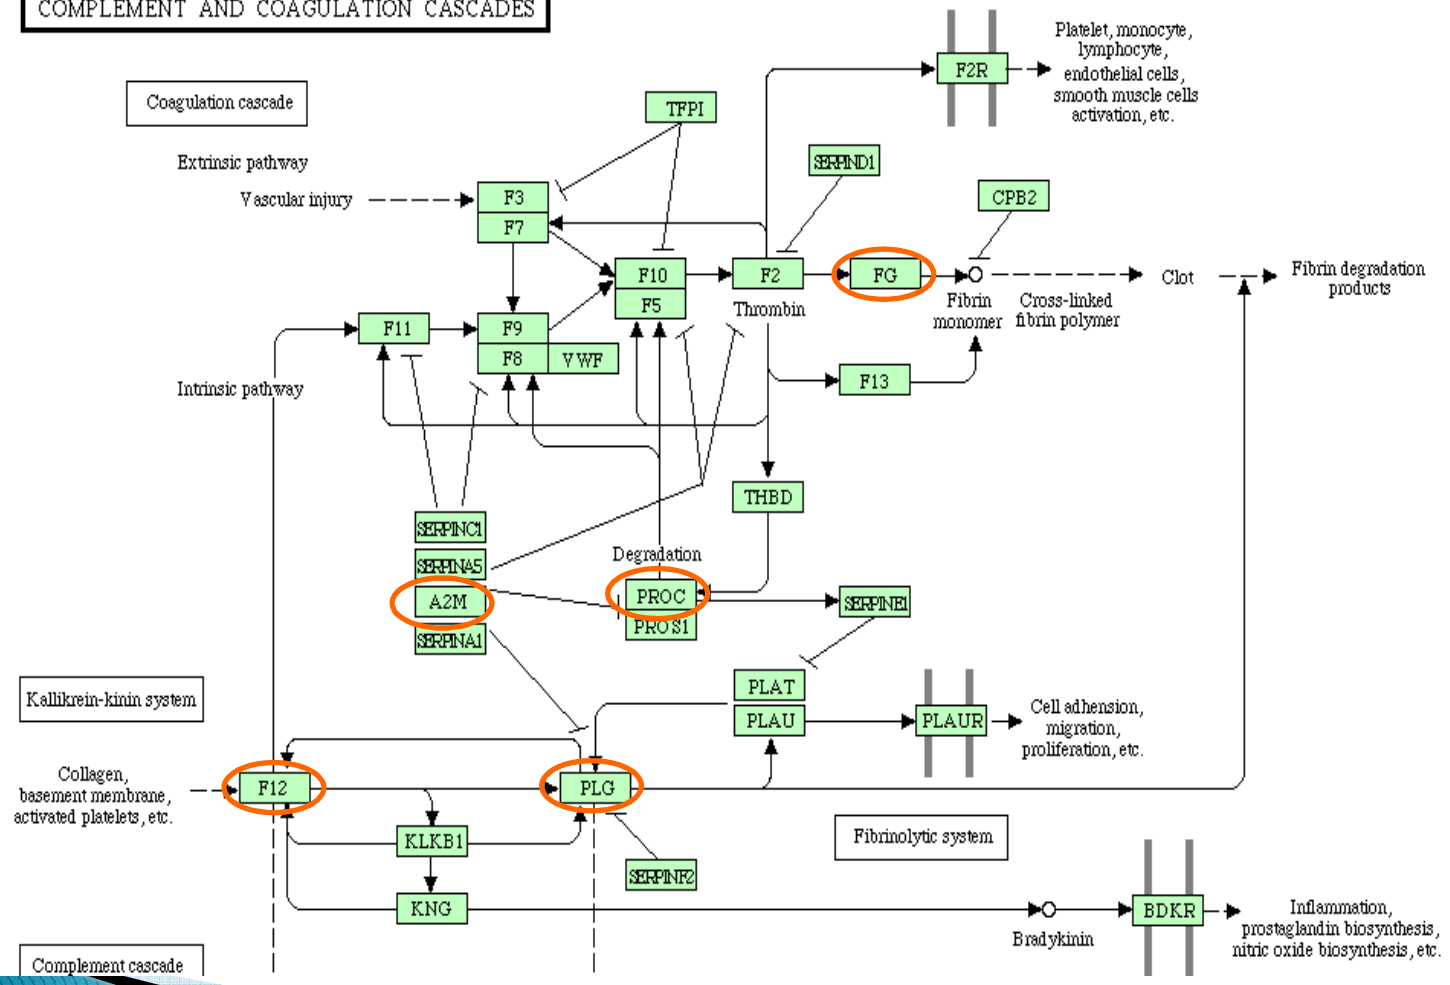 COMPLEMENT AND COAGULATION CASCADES
Platelet, monocyte,
lymphocyte,
endothelial cells,
smooth muscle cells
activation, etc.
F2R
Coagulation cascade
TFPI
Extrinsic pathway
SERPIND1
Vascular injury
F3
CPB2
F7
F10
F2
FG
Clot
Fibrin degradation
products
F5
Thrombin
Fibrin
monomer
Cross-linked
fibrin polymer
F11
F9
F8
VWF
F13
Intrinsic pathway
THBD
SERPINC1
SERPINA5
Degradation
A2M
PROC
SERPINE1
SERPINA1
PROS1
Kallikrein-kinin system
PLAT
PLAU
PLAUR
Cell adhension,
migration,
proliferation, etc.
Collagen,
basement membrane,
activated platelets, etc.
F12
PLG
KLKB1
Fibrinolytic system
SERPINF2
KNG
Bradykinin
BDKR
Inflammation,
prostaglandin biosynthesis,
nitric oxide biosynthesis, etc.
Complement cascade